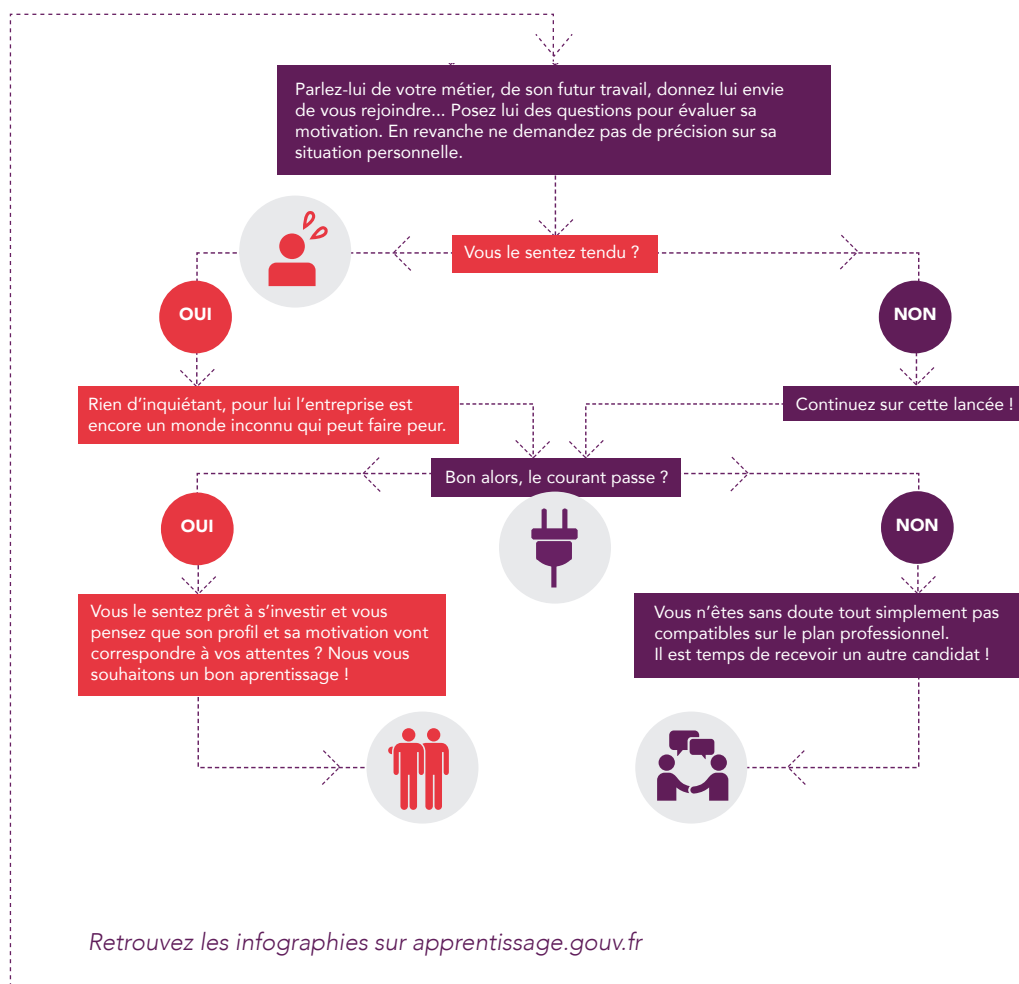 Parlez-lui de votre métier, de son futur travail, donnez lui envie
de vous rejoindre... Posez lui des questions pour évaluer sa
motivation. En revanche ne demandez pas de précision sur sa
situation personnelle.
Vous le sentez tendu ?
OUI
NON
Rien d'inquiétant, pour lui l'entreprise est
encore un monde inconnu qui peut faire peur.
Continuez sur cette lancée !
Bon alors, le courant passe ?
OUI
NON
Vous le sentez prêt à s'investir et vous
pensez que son profil et sa motivation vont
correspondre à vos attentes ? Nous vous
souhaitons un bon aprentissage !
Vous n'êtes sans doute tout simplement pas
compatibles sur le plan professionnel.
Il est temps de recevoir un autre candidat !
Retrouvez les infographies sur apprentissage.gouv.fr